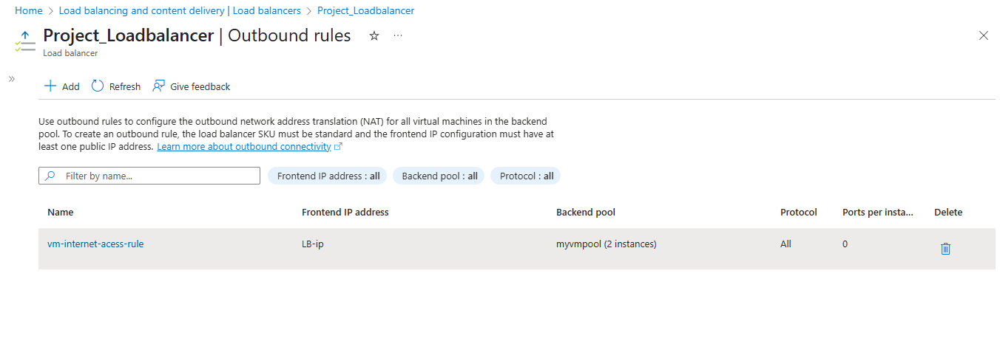 Home > Load balancing and content delivery | Load balancers > Project_Loadbalancer
Project_Loadbalancer | Outbound rules
Load balancer
Add Refresh Give feedback
Use outbound rules to configure the outbound network address translation (NAT) for all virtual machines in the backend
pool. To create an outbound rule, the load balancer SKU must be standard and the frontend IP configuration must have at
least one public IP address. Learn more about outbound connectivity
Filter by name... Frontend IP address : all Backend pool : all Protocol : all
Name Frontend IP address Backend pool Protocol Ports per insta... Delete
vm-internet-acess-rule LB-ip myvmpool (2 instances) All 0